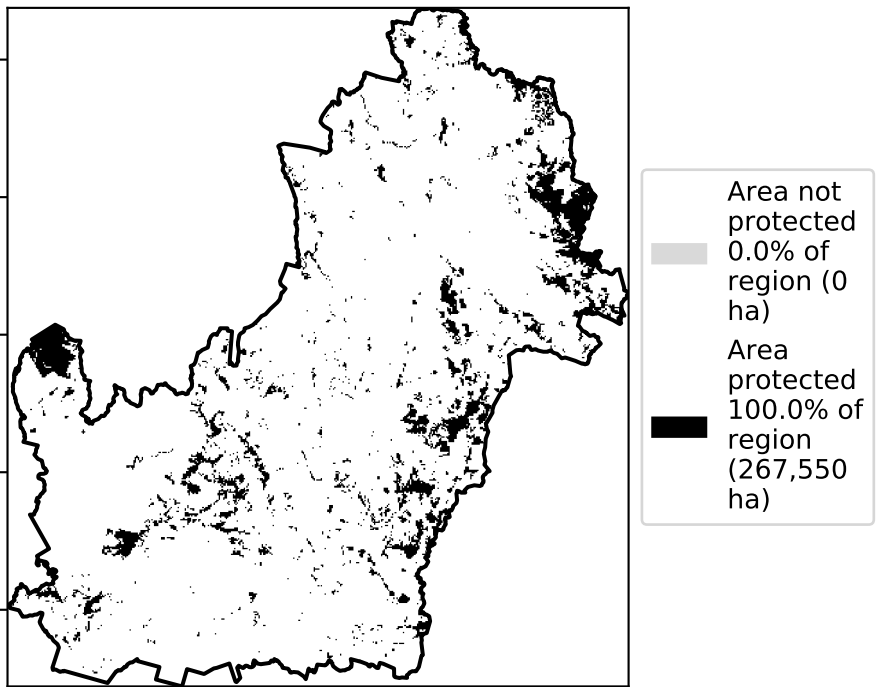 Area not
protected
0.0% of
region (0
ha)
Area
protected
100.0% of
region
(267,550
ha)